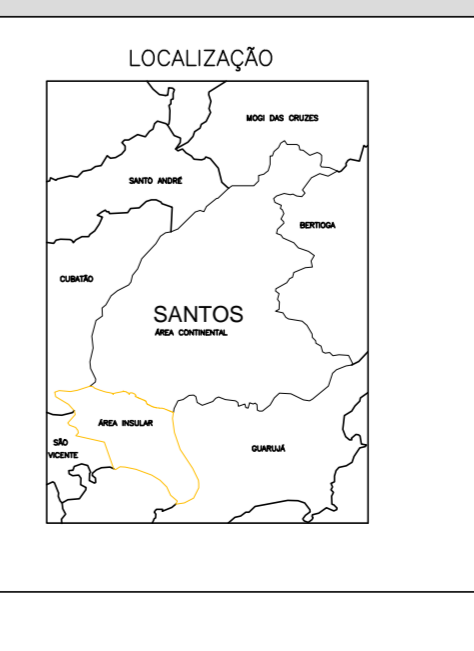 LOCALIZAÇÃO
MOGI DAS CRUZES
SANTO ANDRÉ
BERTIOGA
CUBATÃO
SANTOS
ÁREA CONTINENTAL
ÁREA INSULAR
SÃO
VICENTE
GUARUJÁ